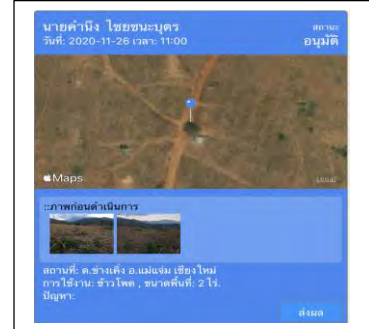 นายคำนึง ไชยชนะบุตร
สถานะ
วันที่: 2020-11-26 เวลา: 11:00
อนุมัติ
Maps
Legal
::ภาพก่อนดำเนินการ
สถานที่: ต.ช่างเคิ่ง อ.แม่แจ่ม เชียงใหม่
การใช้งาน: ข้าวโพด , ขนาดพื้นที่: 2 ไร่.
ปัญหา:
ส่งผล